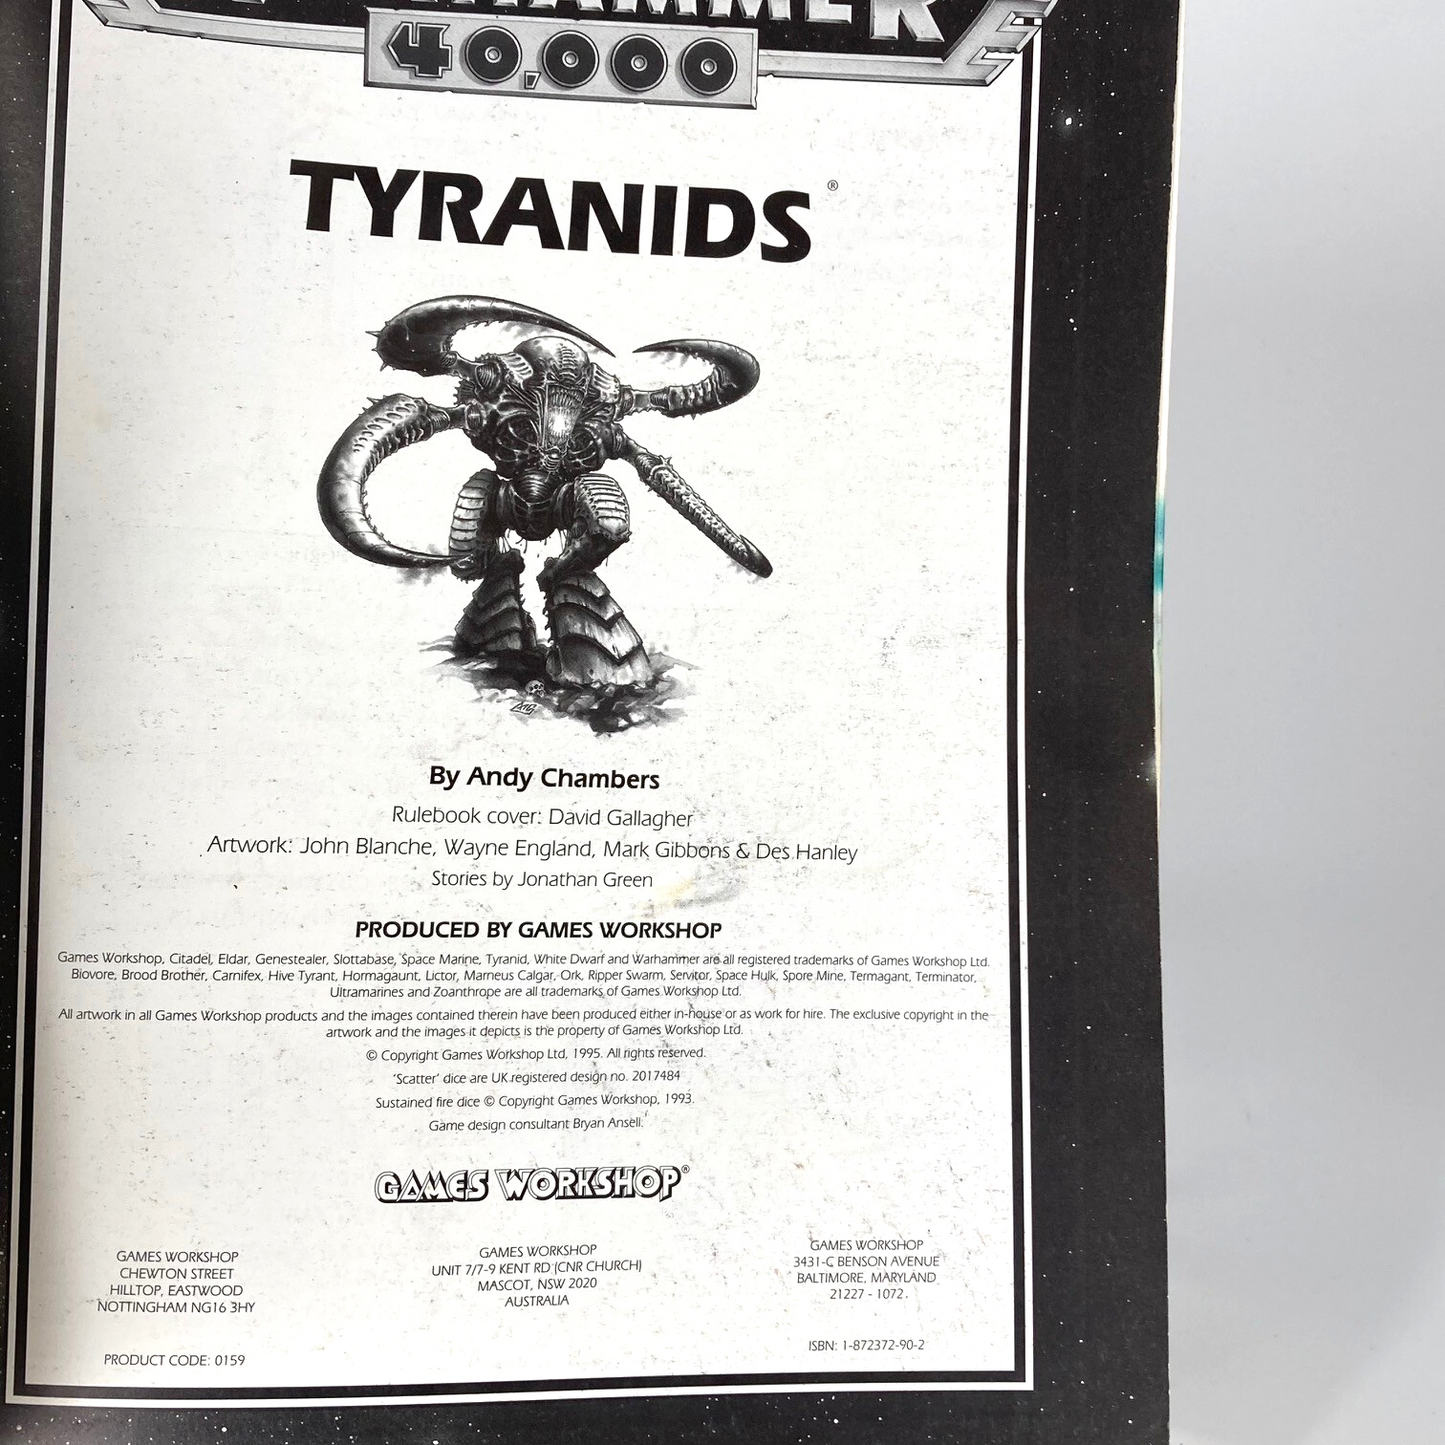 40,000
TYRANIDS®
By Andy Chambers
Rulebook cover: David Gallagher
Artwork: John Blanche, Wayne England, Mark Gibbons & Des Hanley
Stories by Jonathan Green
PRODUCED BY GAMES WORKSHOP
Games Workshop, Citadel, Eldar, Genestealer, Slottabase, Space Marine, Tyranid, White Dwarf and Warhammer are all registered trademarks of Games Workshop Ltd.
Biovore, Brood Brother, Carnifex, Hive Tyrant, Hormagaunt, Lictor, Marneus Calgar, Ork, Ripper Swarm, Servitor, Space Hulk, Spore Mine, Termagant, Terminator,
Ultramarines and Zoanthrope are all trademarks of Games Workshop Ltd.
All artwork in all Games Workshop products and the images contained therein have been produced either in-house or as work for hire. The exclusive copyright in the
artwork and the images it depicts is the property of Games Workshop Ltd.
© Copyright Games Workshop Ltd, 1995. All rights reserved.
'Scatter' dice are UK registered design no. 2017484
Sustained fire dice © Copyright Games Workshop, 1993.
Game design consultant Bryan Ansell.
GAMES WORKSHOP®
GAMES WORKSHOP
CHEWTON STREET
HILLTOP, EASTWOOD
NOTTINGHAM NG16 3HY
GAMES WORKSHOP
UNIT 7/7-9 KENT RD (CNR CHURCH)
MASCOT, NSW 2020
AUSTRALIA
GAMES WORKSHOP
3431-C BENSON AVENUE
BALTIMORE, MARYLAND
21227 - 1072.
PRODUCT CODE: 0159
ISBN: 1-872372-90-2